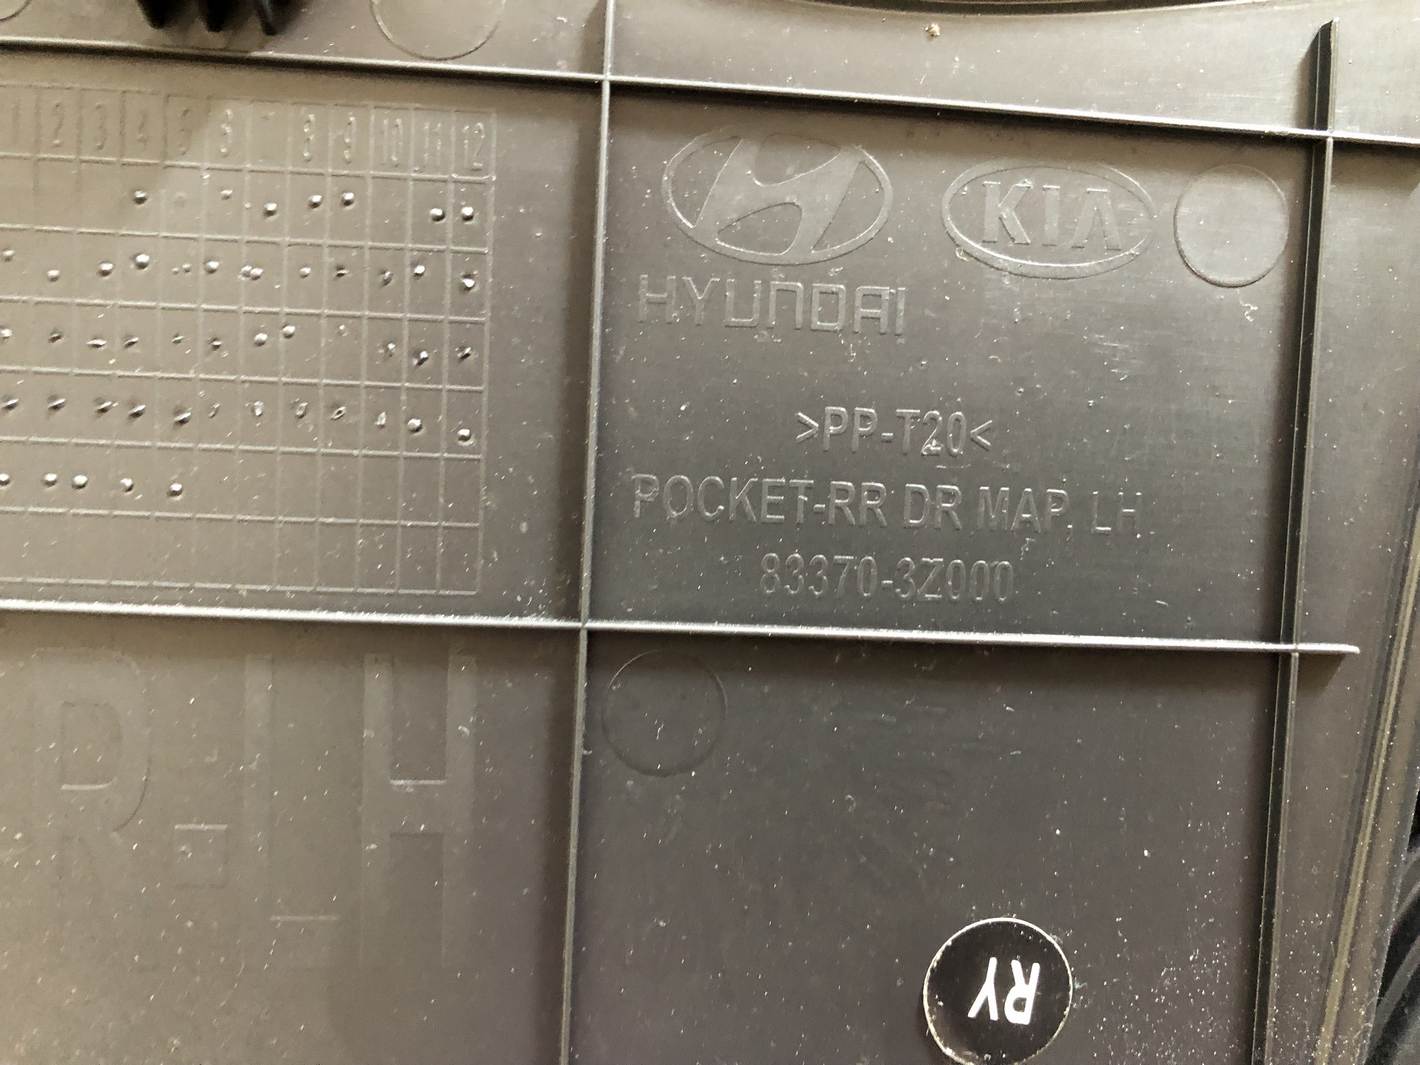 1 2 3 4 5 6 7 8 9 10 11 12
KIA
HYUNDAI
>PP-T20<
POCKET-RR DR MAP, LH
83370-3Z000
R.LH
RY